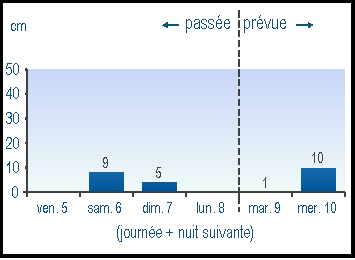 passée prévue
cm
50
40
30
20
10
0
9
5
1
10
ven. 5 sam. 6 dim. 7 lun. 8 mar. 9 mer. 10
(journée + nuit suivante)